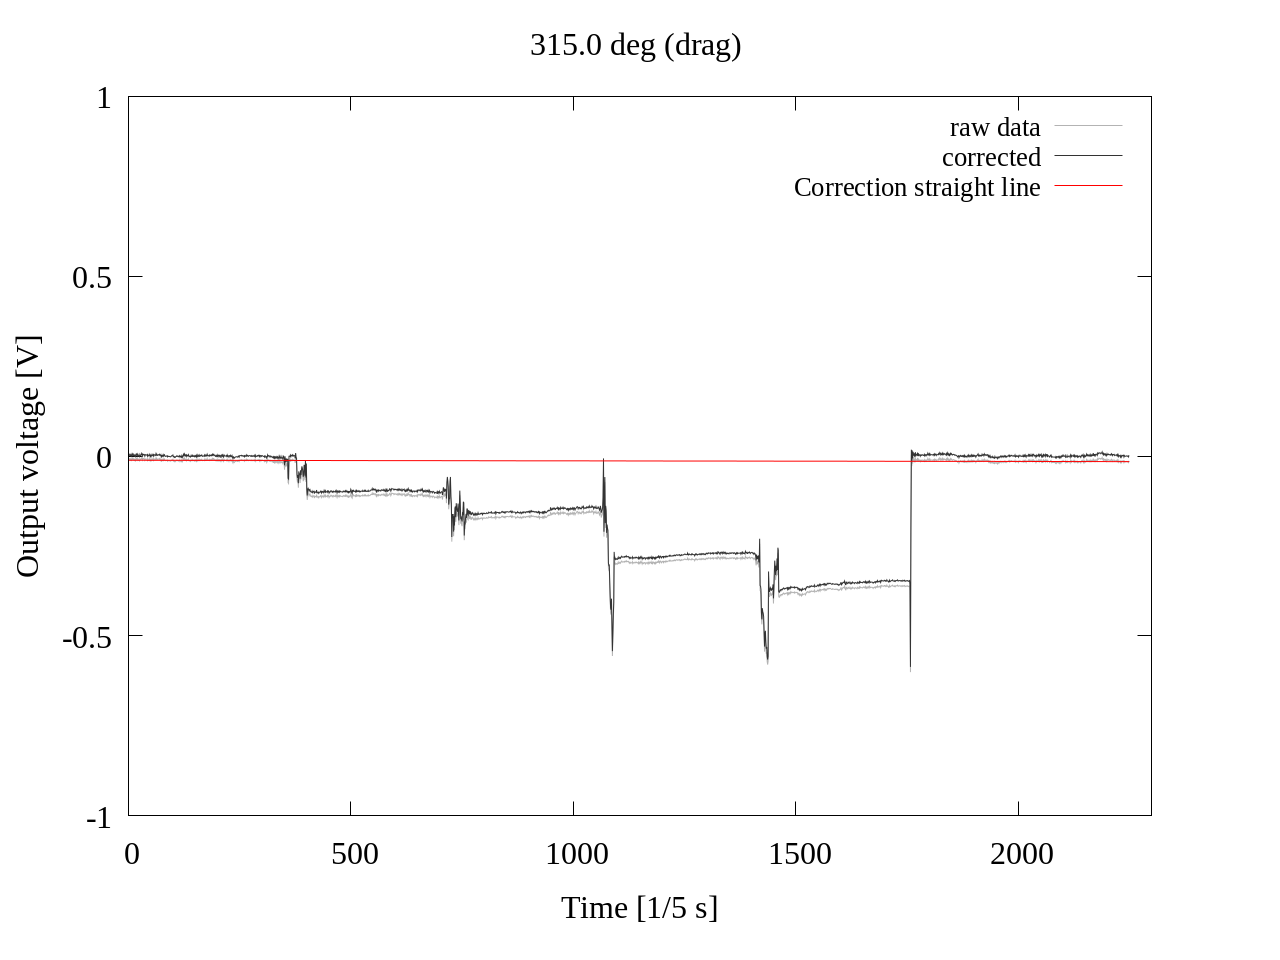 315.0 deg (drag)
1
0.5
0
-0.5
-1
Output voltage [V]
raw data
corrected
Correction straight line
0 500 1000 1500 2000
Time [1/5 s]